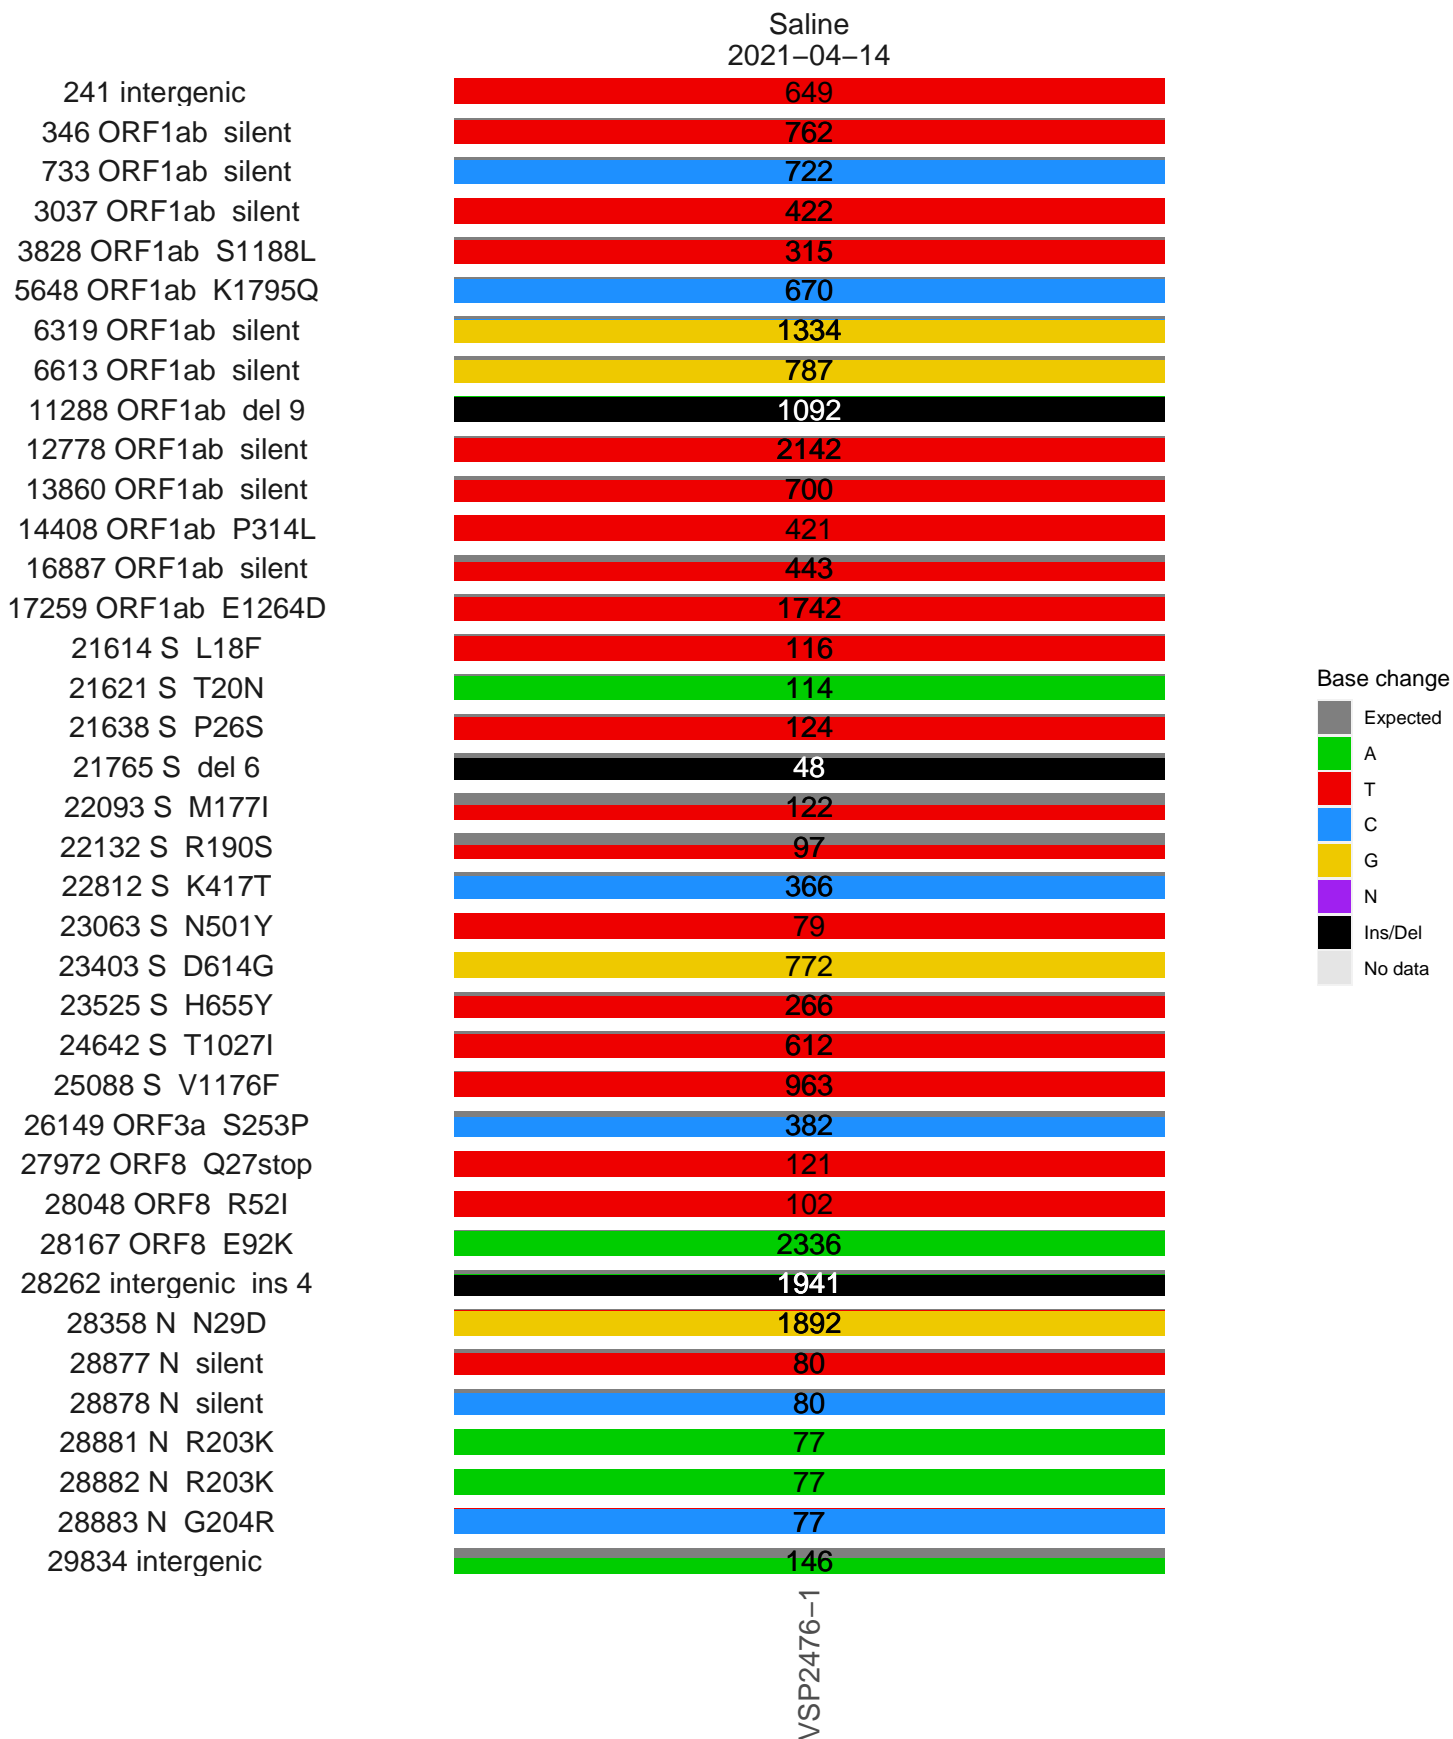 Saline
2021−04−14
241 intergenic 649
346 ORF1ab silent 762
733 ORF1ab silent 722
3037 ORF1ab silent 422
3828 ORF1ab S1188L 315
5648 ORF1ab K1795Q 670
6319 ORF1ab silent 1334
6613 ORF1ab silent 787
11288 ORF1ab del 9 1092
12778 ORF1ab silent 2142
13860 ORF1ab silent 700
14408 ORF1ab P314L 421
16887 ORF1ab silent 443
17259 ORF1ab E1264D 1742
21614 S L18F 116
21621 S T20N 114
21638 S P26S 124
21765 S del 6 48
22093 S M177I 122
22132 S R190S 97
22812 S K417T 366
23063 S N501Y 79
23403 S D614G 772
23525 S H655Y 266
24642 S T1027I 612
25088 S V1176F 963
26149 ORF3a S253P 382
27972 ORF8 Q27stop 121
28048 ORF8 R52I 102
28167 ORF8 E92K 2336
28262 intergenic ins 4 1941
28358 N N29D 1892
28877 N silent 80
28878 N silent 80
28881 N R203K 77
28882 N R203K 77
28883 N G204R 77
29834 intergenic 146
VSP2476−1
Base change
Expected
A
T
C
G
N
Ins/Del
No data